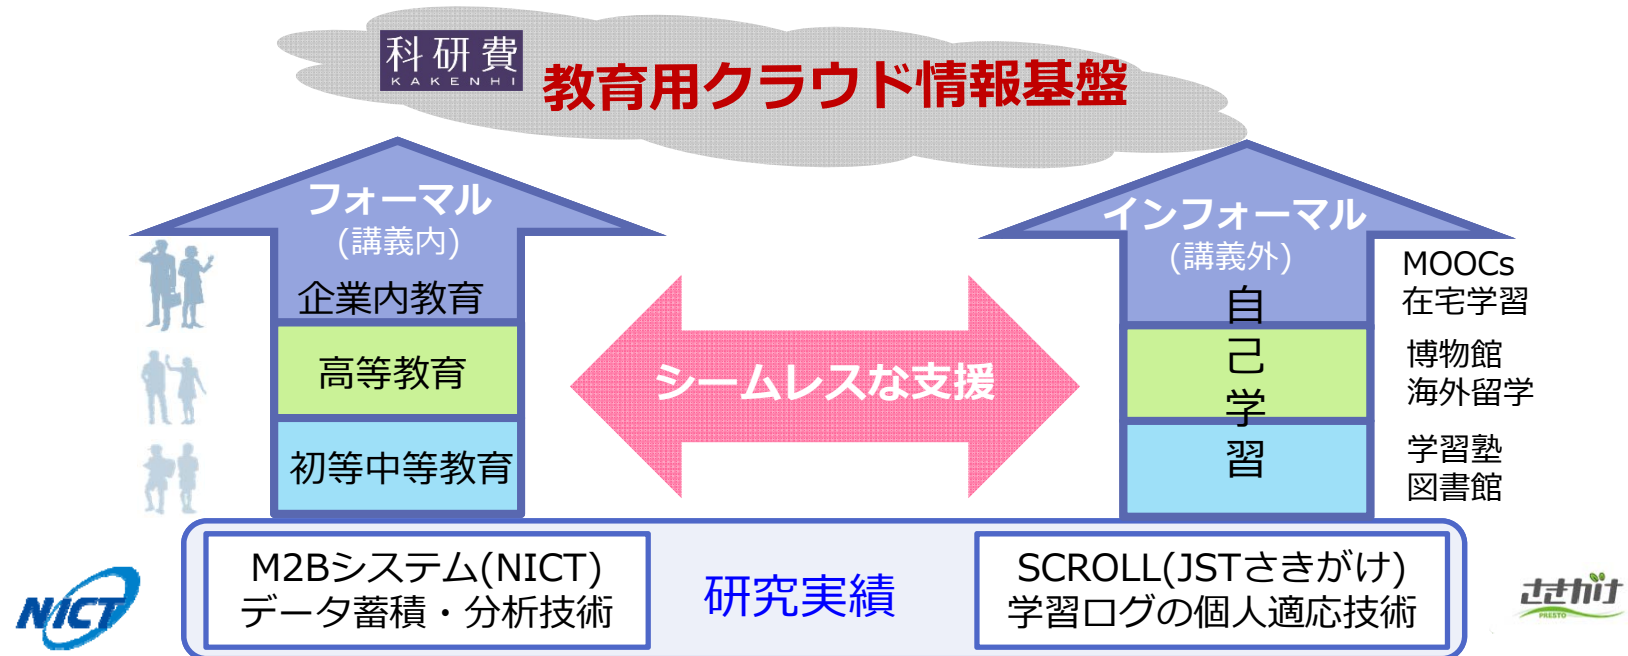 科研費
KAKENHI
教育用クラウド情報基盤
フォーマル
(講義内)
企業内教育
高等教育
初等中等教育
シームレスな支援
インフォーマル
(講義外)
自
己
学
習
MOOCs
在宅学習
博物館
海外留学
学習塾
図書館
NICT
M2Bシステム(NICT)
データ蓄積・分析技術
研究実績
SCROLL(JSTさきがけ)
学習ログの個人適応技術
さきがけ
PRESTO